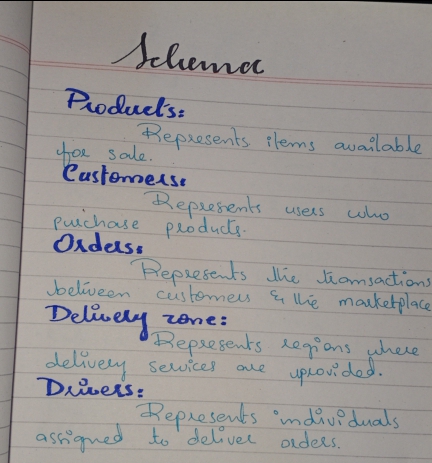 Schema
Products:
Represents items available
for sale.
Customers:
Represents users who
purchase products.
Orders:
Represents the transactions
between customers & the marketplace
Delivery zone:
Represents regions where
delivery services are provided.
Drivers:
Represents individuals
assigned to deliver orders.